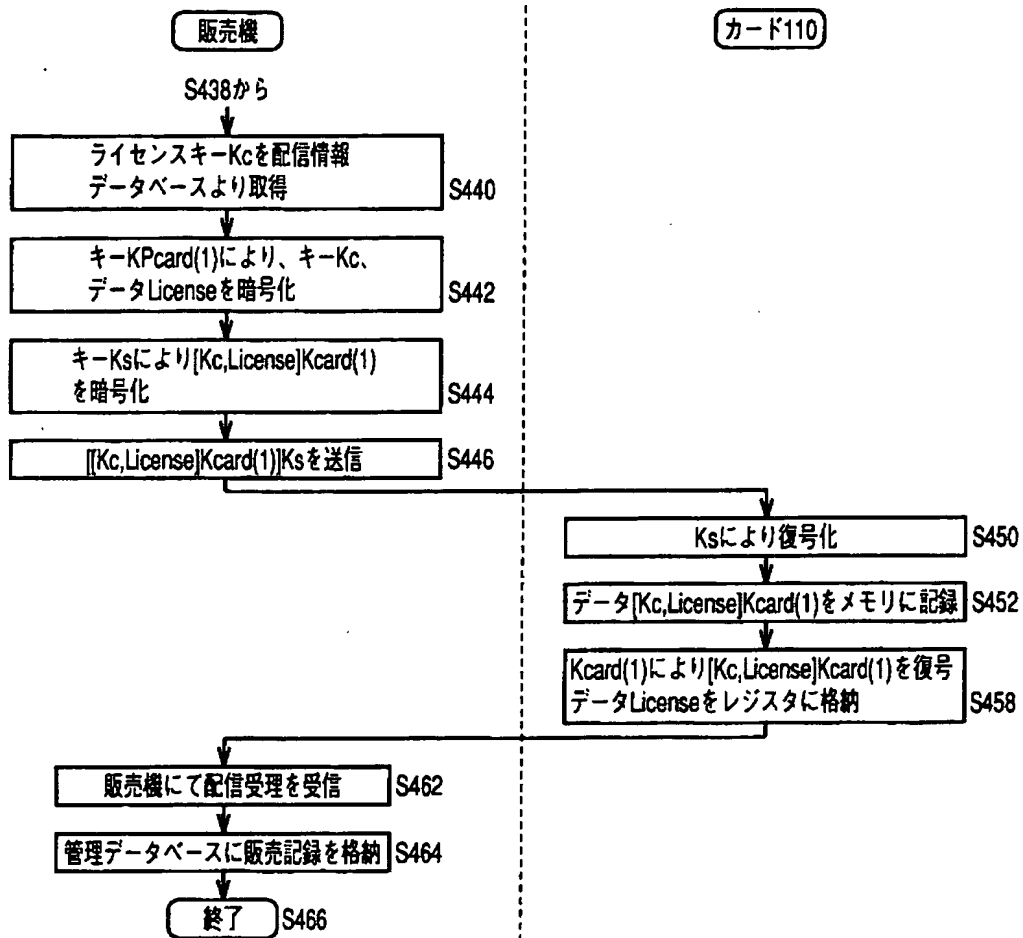 販売機
カード110
S438から
ライセンスキーKcを配信情報
データベースより取得
S440
キーKPcard(1)により、キーKc、
データLicenseを暗号化
S442
キーKsにより[Kc,License]Kcard(1)
を暗号化
S444
[[Kc,License]Kcard(1)]Ksを送信
S446
Ksにより復号化
S450
データ[Kc,License]Kcard(1)をメモリに記録
S452
Kcard(1)により[Kc,License]Kcard(1)を復号
データLicenseをレジスタに格納
S458
販売機にて配信受理を受信
S462
管理データベースに販売記録を格納
S464
終了
S466